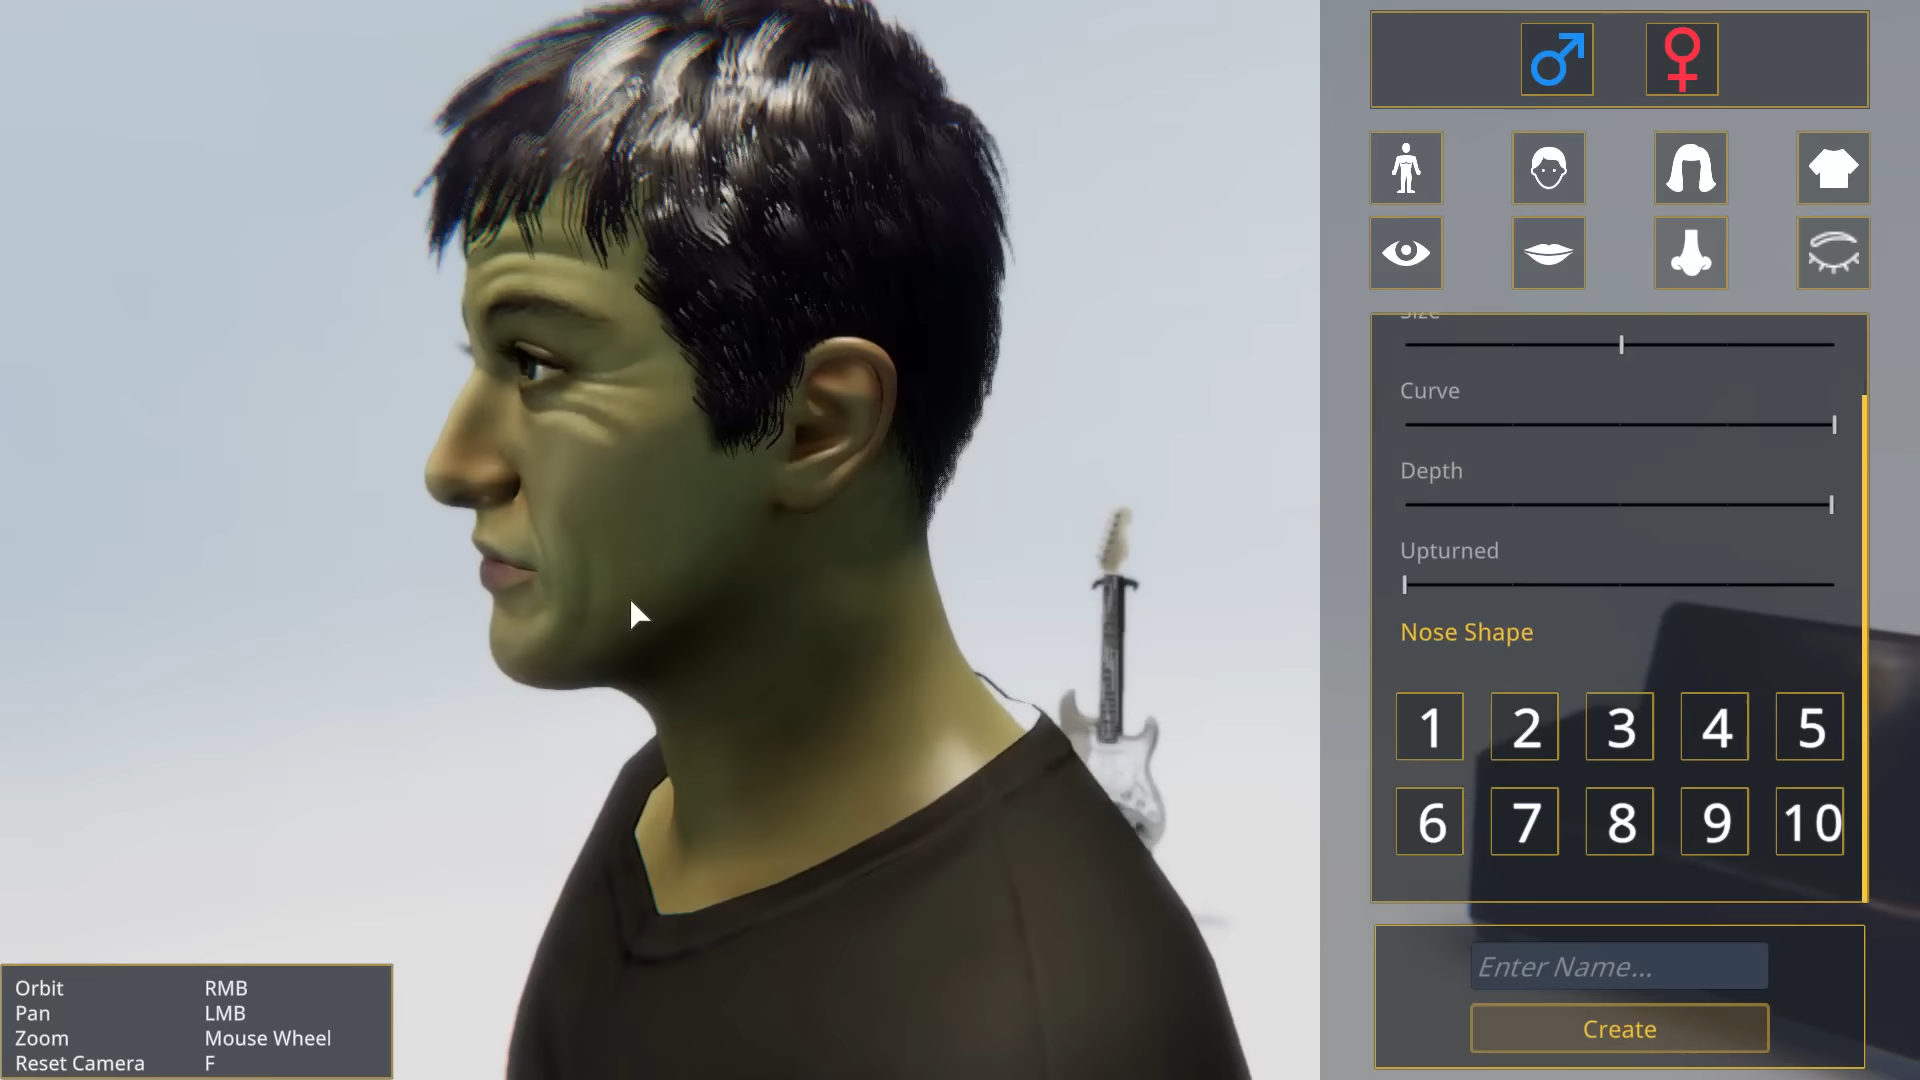 Size
Curve
Depth
Upturned
Nose Shape
1 2 3 4 5
6 7 8 9 10
Enter Name...
Create
Orbit RMB
Pan LMB
Zoom Mouse Wheel
Reset Camera F